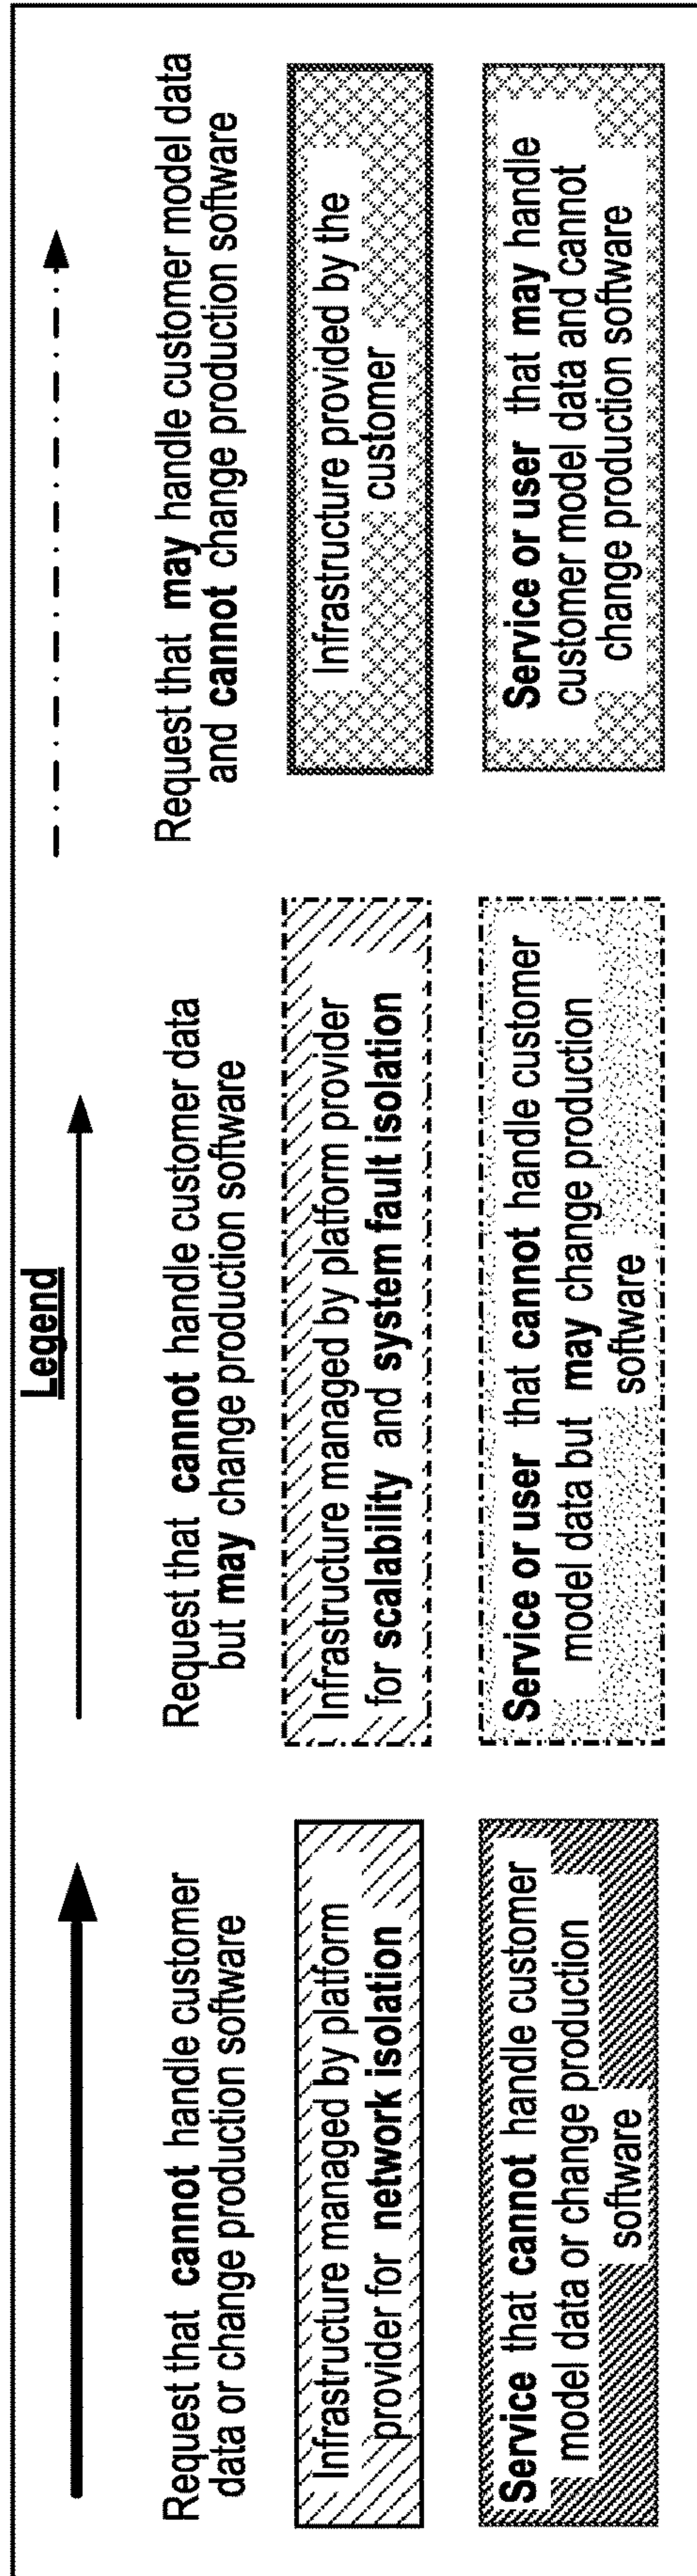 Legend
Request that cannot handle customer
data or change production software
Request that cannot handle customer data
but may change production software
Request that may handle customer model data
and cannot change production software
Infrastructure managed by platform
provider for network isolation
Infrastructure managed by platform provider
for scalability and system fault isolation
Infrastructure provided by the
customer
Service that cannot handle customer
model data or change production
software
Service or user that cannot handle customer
model data but may change production
software
Service or user that may handle
customer model data and cannot
change production software